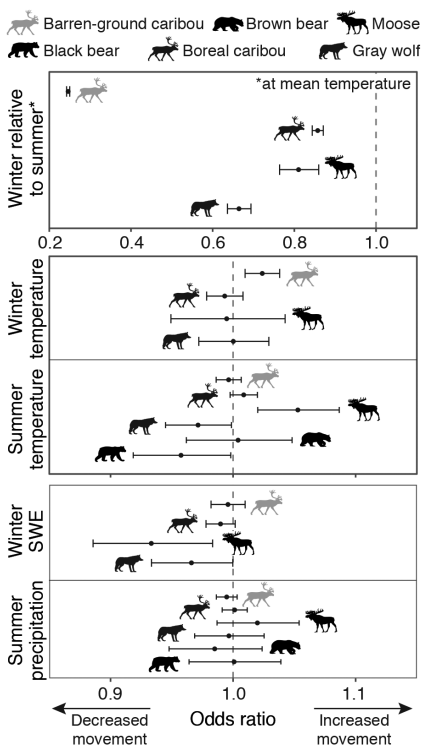 Barren-ground caribou Brown bear Moose
Black bear Boreal caribou Gray wolf
*at mean temperature
Winter relative
to summer*
0.2 0.4 0.6 0.8 1.0
Winter
temperature
Summer
temperature
Winter
SWE
Summer
precipitation
0.9 1.0 1.1
Decreased
movement
Odds ratio
Increased
movement